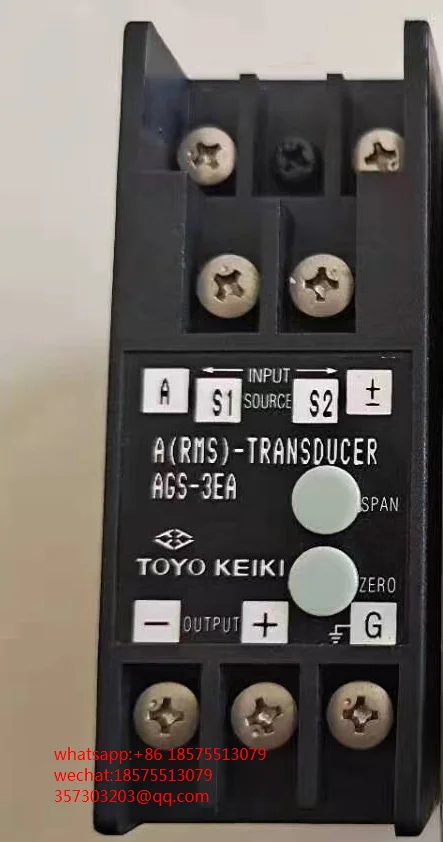 INPUT
A S1 SOURCE S2 ±
A(RMS)-TRANSDUCER
AGS-3EA
SPAN
TOYO KEIKI
ZERO
− OUTPUT + G
whatsapp:+86 18575513079
wechat:18575513079
357303203@qq.com